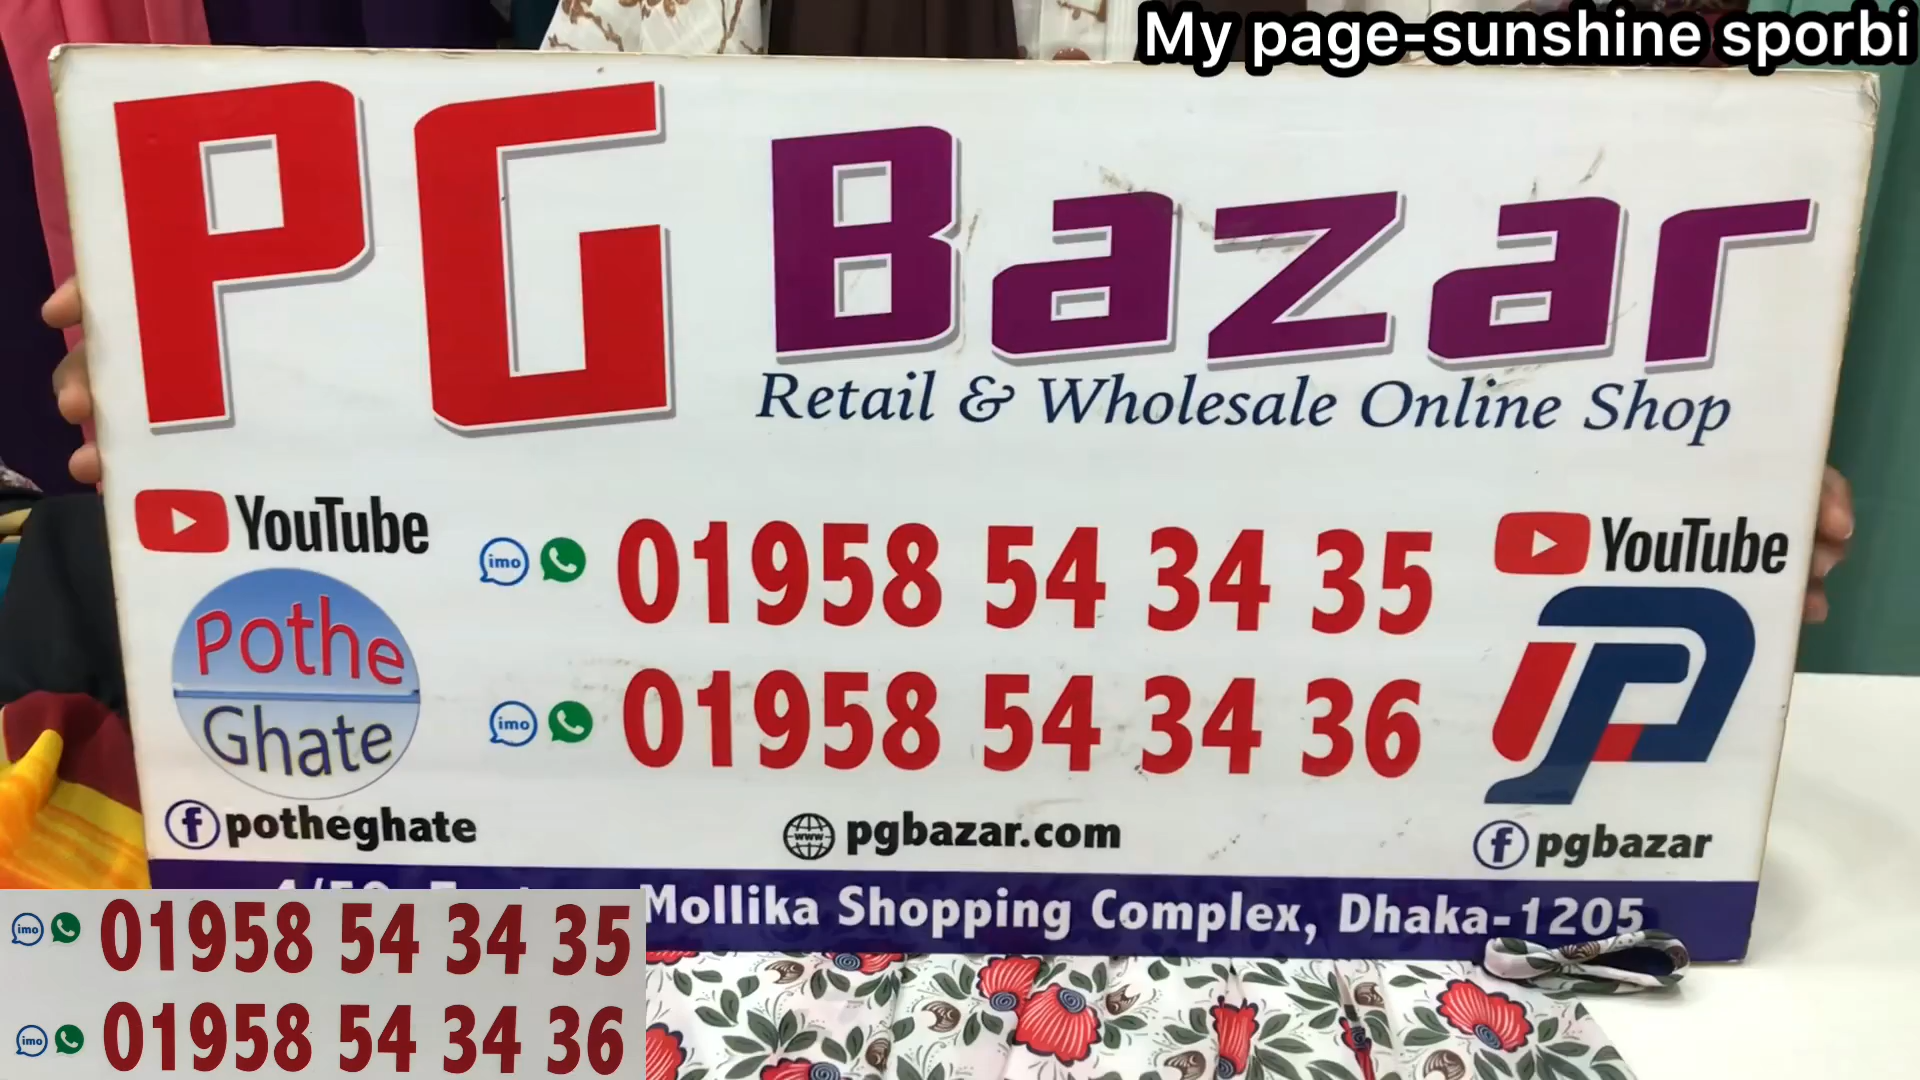 My page-sunshine sporbi
PG Bazar
Retail & Wholesale Online Shop
YouTube
Pothe
Ghate
potheghate
imo 01958 54 34 35
imo 01958 54 34 36
www pgbazar.com
YouTube
pgbazar
Mollika Shopping Complex, Dhaka-1205
imo 01958 54 34 35
imo 01958 54 34 36